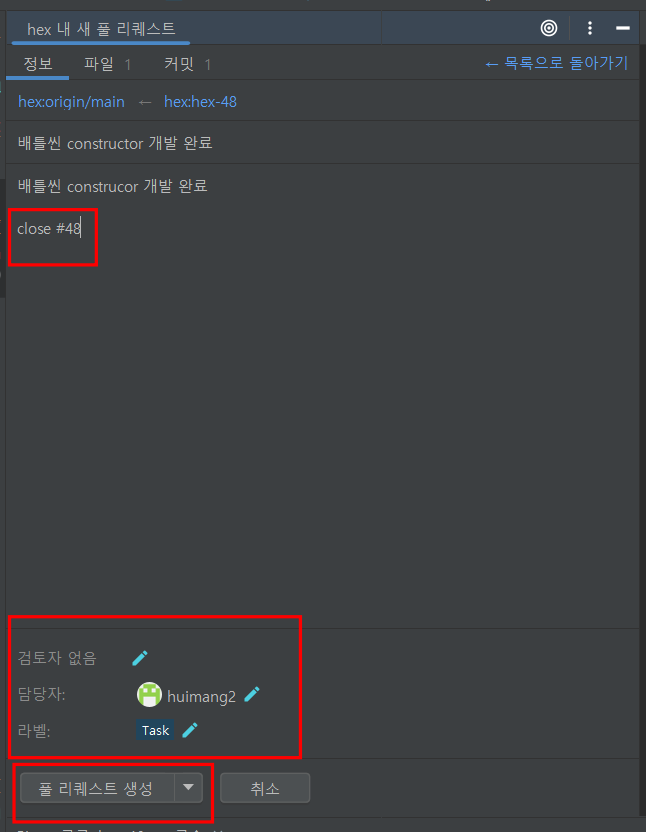 hex 내 새 풀 리퀘스트
정보 파일 1 커밋 1 ← 목록으로 돌아가기
hex:origin/main ← hex:hex-48
배틀씬 constructor 개발 완료
배틀씬 construcor 개발 완료
close #48
검토자 없음
담당자: huimang2
라벨: Task
풀 리퀘스트 생성 취소